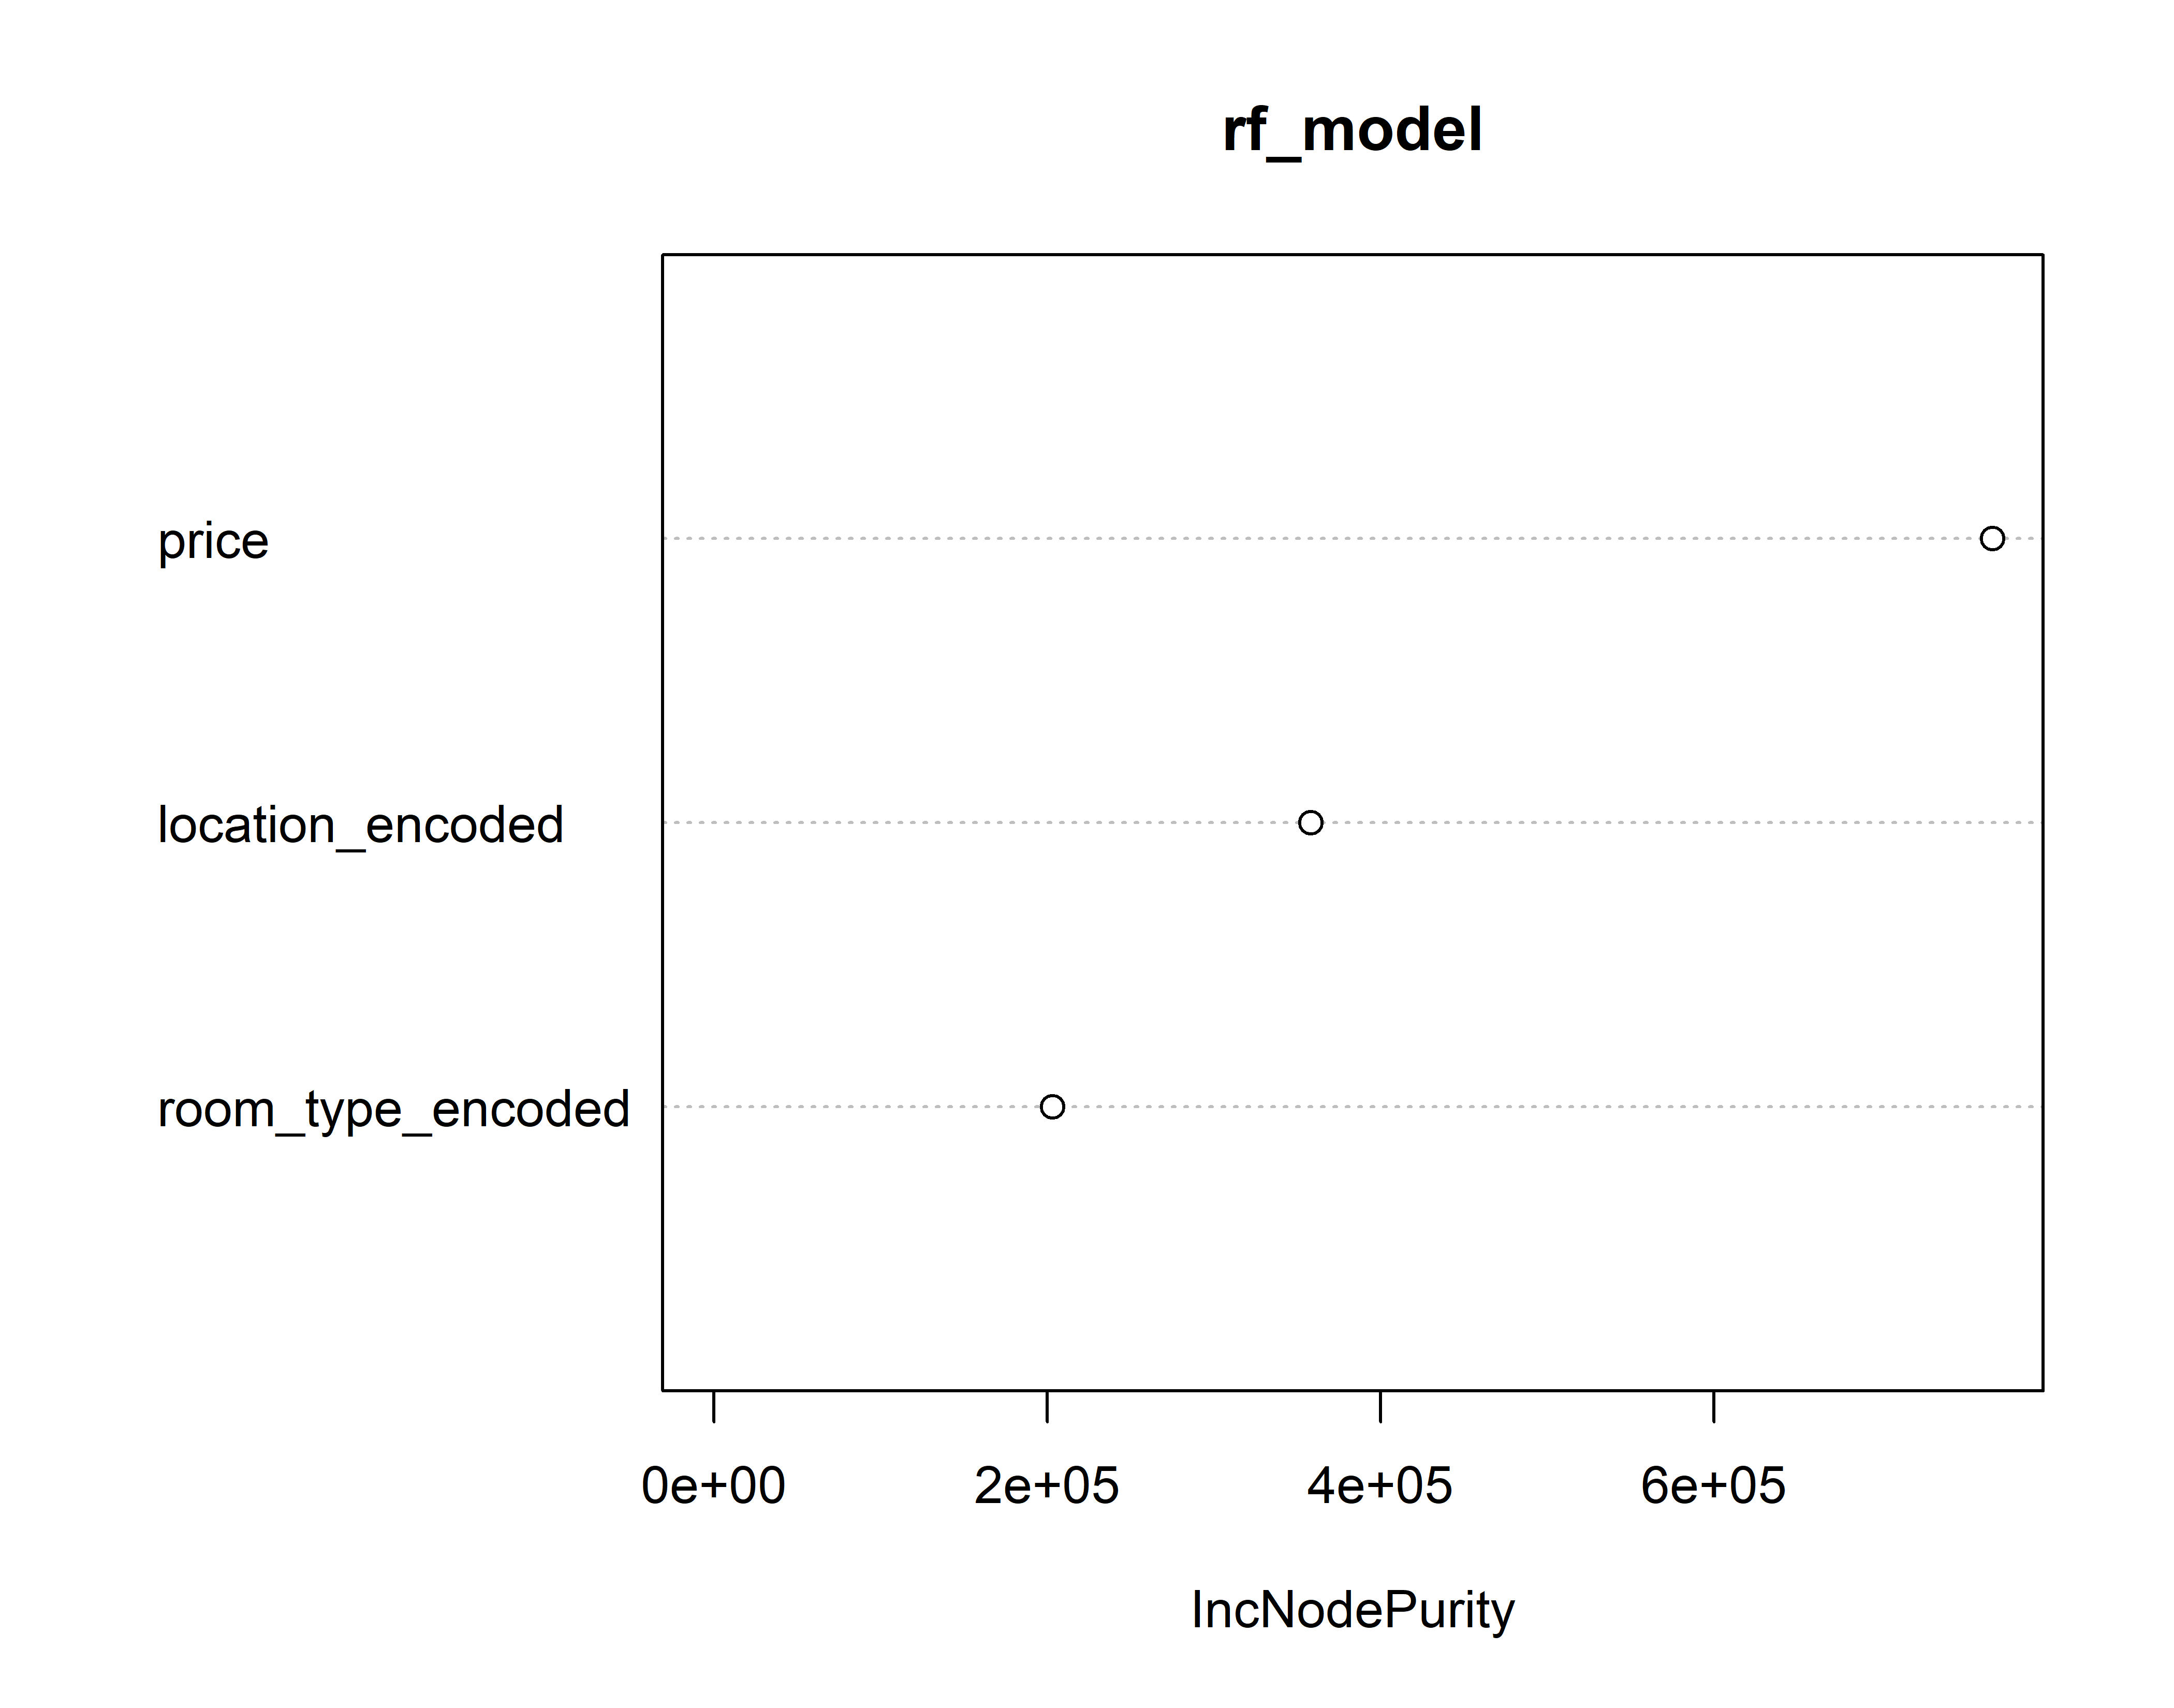 rf_model
price
location_encoded
room_type_encoded
0e+00 2e+05 4e+05 6e+05
IncNodePurity